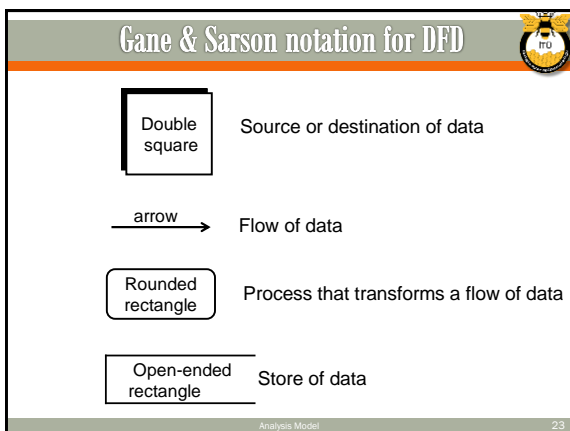 Gane & Sarson notation for DFD
İTÜ
Double
square
Source or destination of data
arrow
Flow of data
Rounded
rectangle
Process that transforms a flow of data
Open-ended
rectangle
Store of data
Analysis Model
23